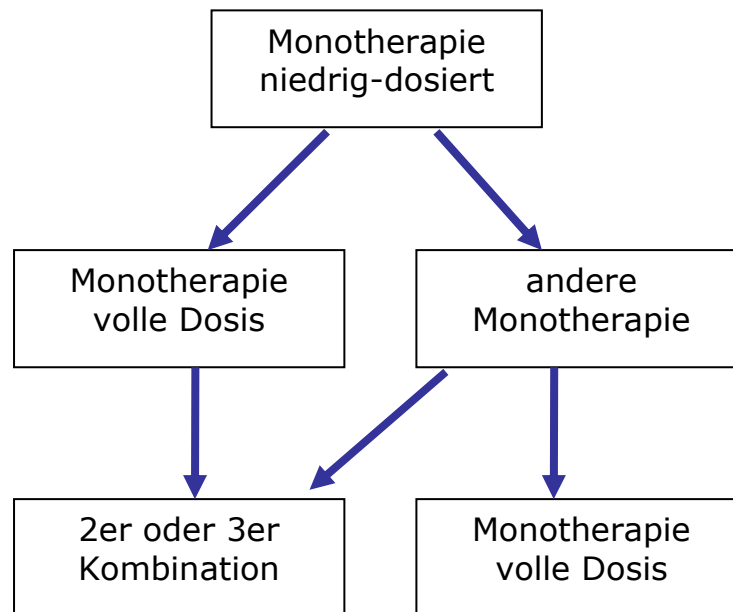 Monotherapie
niedrig-dosiert
Monotherapie
volle Dosis
andere
Monotherapie
2er oder 3er
Kombination
Monotherapie
volle Dosis